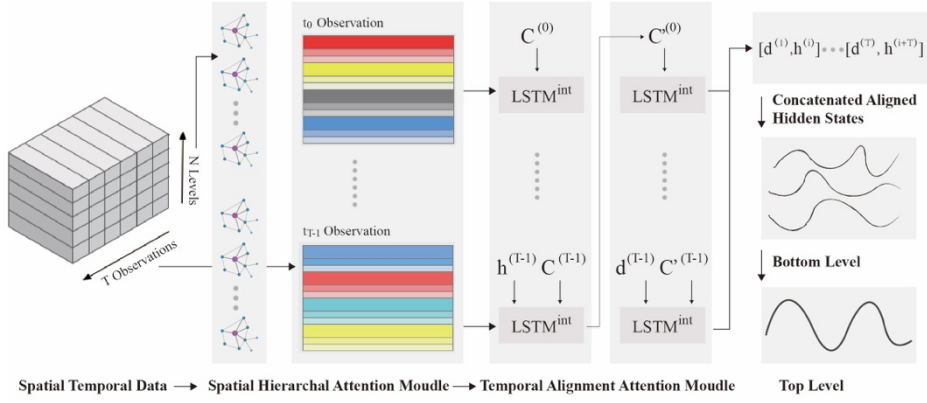 t0 Observation
C(0)
C'(0)
[d(1),h(i)]•••[d(T), h(i+T)]
LSTMint
LSTMint
Concatenated Aligned
Hidden States
N Levels
T Observations
tT-1 Observation
h(T-1) C(T-1)
d(T-1) C'(T-1)
Bottom Level
LSTMint
LSTMint
Spatial Temporal Data
Spatial Hierarchal Attention Moudle
Temporal Alignment Attention Moudle
Top Level